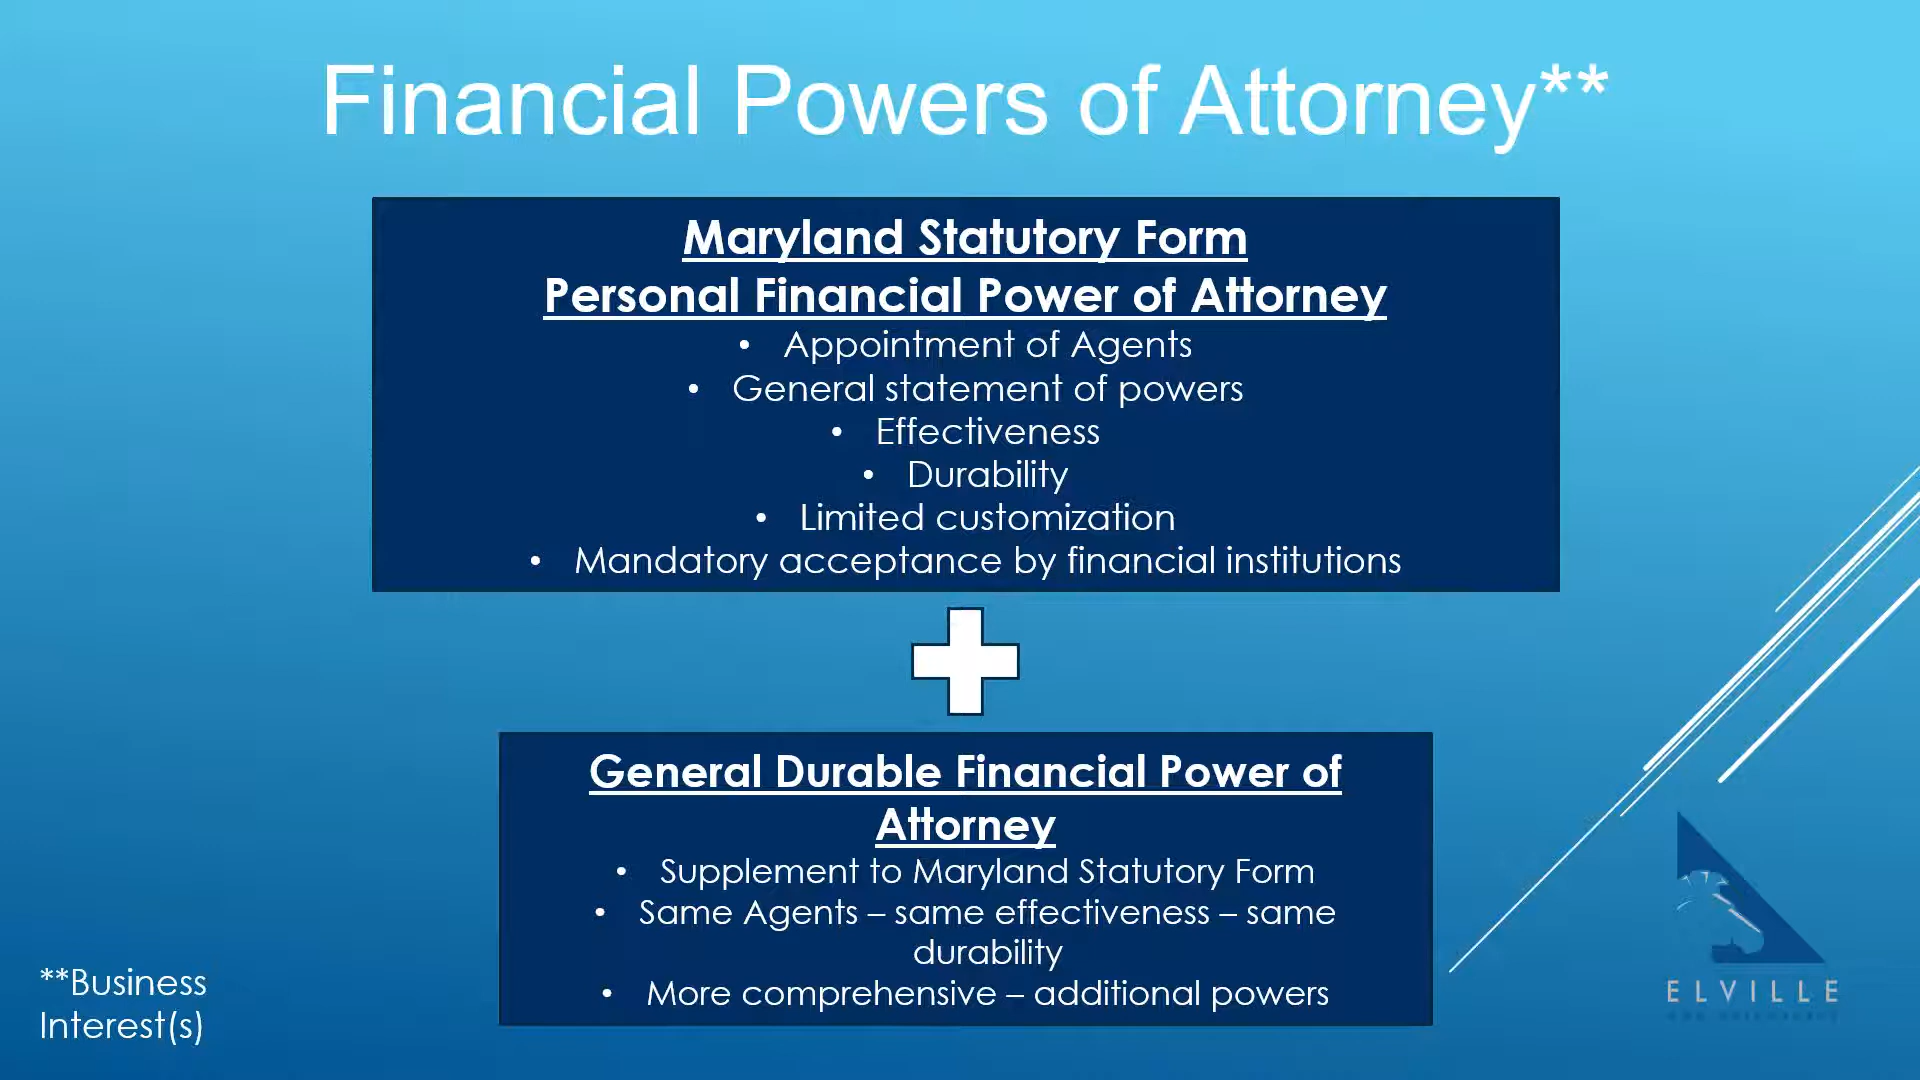 Financial Powers of Attorney**
Maryland Statutory Form
Personal Financial Power of Attorney
• Appointment of Agents
• General statement of powers
• Effectiveness
• Durability
• Limited customization
• Mandatory acceptance by financial institutions
General Durable Financial Power of
Attorney
• Supplement to Maryland Statutory Form
• Same Agents – same effectiveness – same
durability
• More comprehensive – additional powers
**Business
Interest(s)
ELVILLE